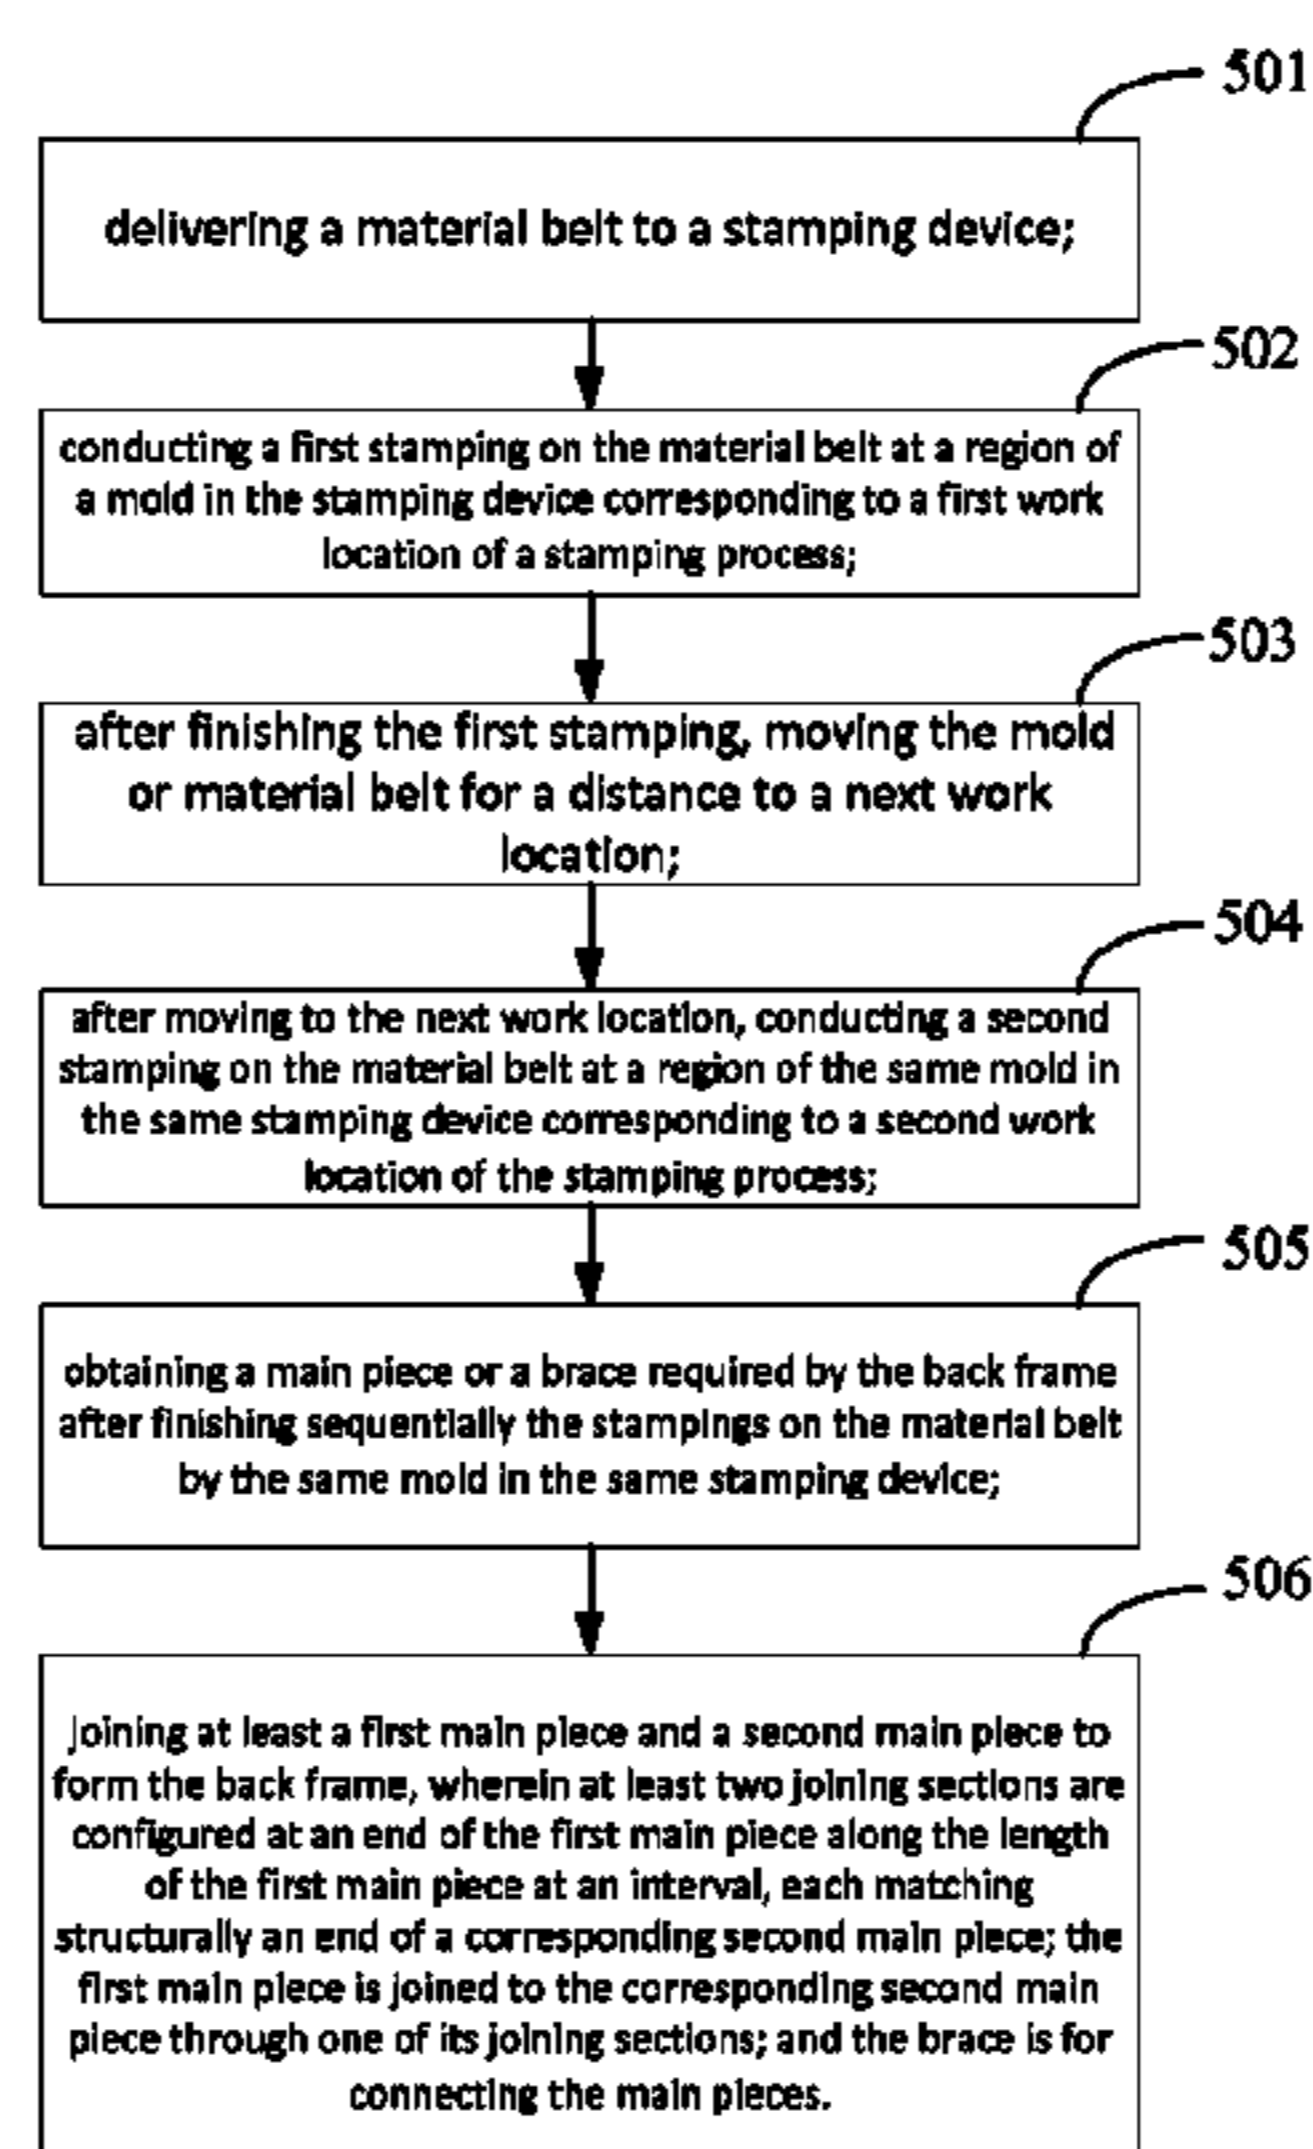 501
delivering a material belt to a stamping device;
502
conducting a first stamping on the material belt at a region of
a mold in the stamping device corresponding to a first work
location of a stamping process;
503
after finishing the first stamping, moving the mold
or material belt for a distance to a next work
location;
504
after moving to the next work location, conducting a second
stamping on the material belt at a region of the same mold in
the same stamping device corresponding to a second work
location of the stamping process;
505
obtaining a main piece or a brace required by the back frame
after finishing sequentially the stampings on the material belt
by the same mold in the same stamping device;
506
Joining at least a first main piece and a second main piece to
form the back frame, wherein at least two joining sections are
configured at an end of the first main piece along the length
of the first main piece at an interval, each matching
structurally an end of a corresponding second main piece; the
first main piece is joined to the corresponding second main
piece through one of its joining sections; and the brace is for
connecting the main pieces.